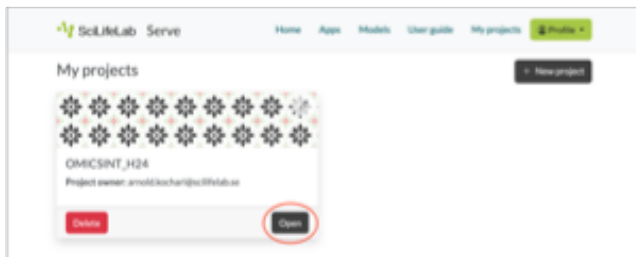 SciLifeLab Serve
Home Apps Models User guide My projects Profile
My projects
+ New project
OMICSINT_H24
Project owner: arnold.kochari@scilifelab.se
Delete
Open